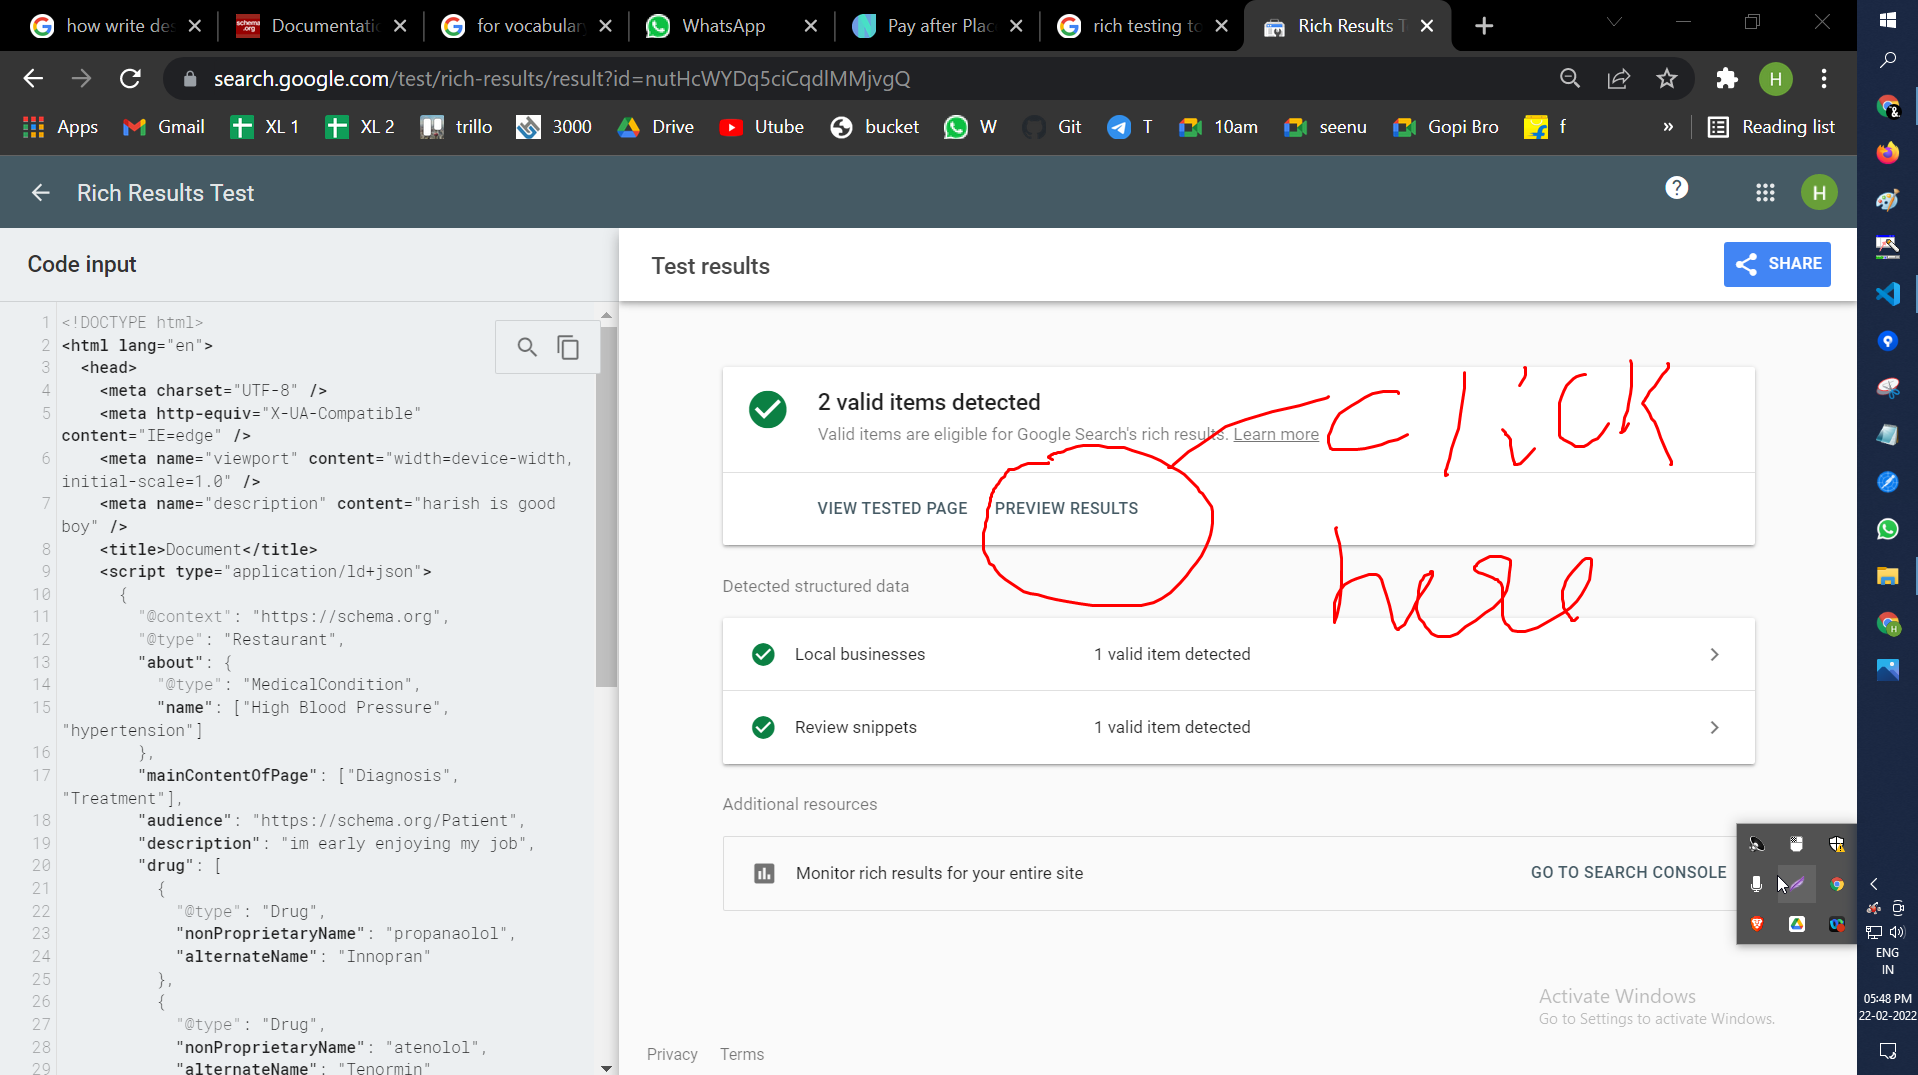 how write des
Documentatio
for vocabular
WhatsApp
Pay after Plac
rich testing to
Rich Results T
search.google.com/test/rich-results/result?id=nutHcWYDq5ciCqdlMMjvgQ
H
Apps
Gmail
XL 1
XL 2
trillo
3000
Drive
Utube
bucket
W
Git
T
10am
seenu
Gopi Bro
f
»
Reading list
Rich Results Test
H
Code input
1 <!DOCTYPE html>
2 <html lang="en">
3 <head>
4 <meta charset="UTF-8" />
5 <meta http-equiv="X-UA-Compatible"
content="IE=edge" />
6 <meta name="viewport" content="width=device-width,
initial-scale=1.0" />
7 <meta name="description" content="harish is good
boy" />
8 <title>Document</title>
9 <script type="application/ld+json">
10 {
11 "@context": "https://schema.org",
12 "@type": "Restaurant",
13 "about": {
14 "@type": "MedicalCondition",
15 "name": ["High Blood Pressure",
"hypertension"]
16 },
17 "mainContentOfPage": ["Diagnosis",
"Treatment"],
18 "audience": "https://schema.org/Patient",
19 "description": "im early enjoying my job",
20 "drug": [
21 {
22 "@type": "Drug",
23 "nonProprietaryName": "propanaolol",
24 "alternateName": "Innopran"
25 },
26 {
27 "@type": "Drug",
28 "nonProprietaryName": "atenolol",
29 "alternateName": "Tenormin"
Test results
SHARE
2 valid items detected
Valid items are eligible for Google Search's rich results. Learn more
click
VIEW TESTED PAGE
PREVIEW RESULTS
here
Detected structured data
Local businesses
1 valid item detected
Review snippets
1 valid item detected
Additional resources
Monitor rich results for your entire site
GO TO SEARCH CONSOLE
Activate Windows
Go to Settings to activate Windows.
Privacy
Terms
ENG
IN
05:48 PM
22-02-2022